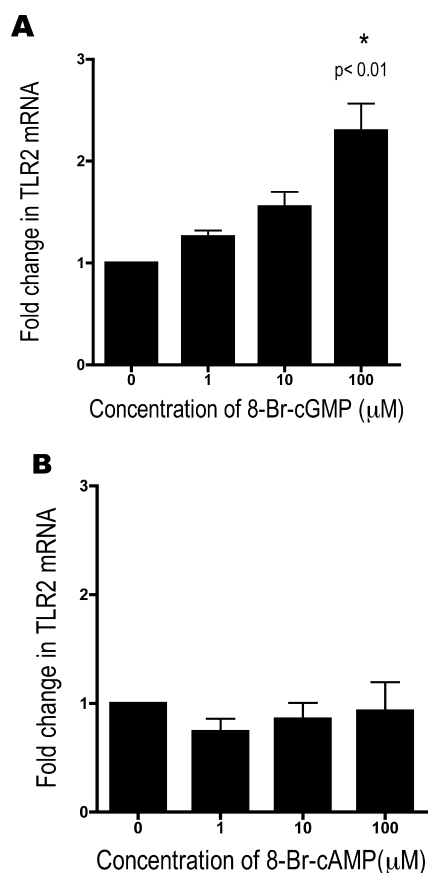 A
*
p< 0.01
3
2
1
0
Fold change in TLR2 mRNA
0 1 10 100
Concentration of 8-Br-cGMP (μM)
B
3
2
1
0
Fold change in TLR2 mRNA
0 1 10 100
Concentration of 8-Br-cAMP(μM)